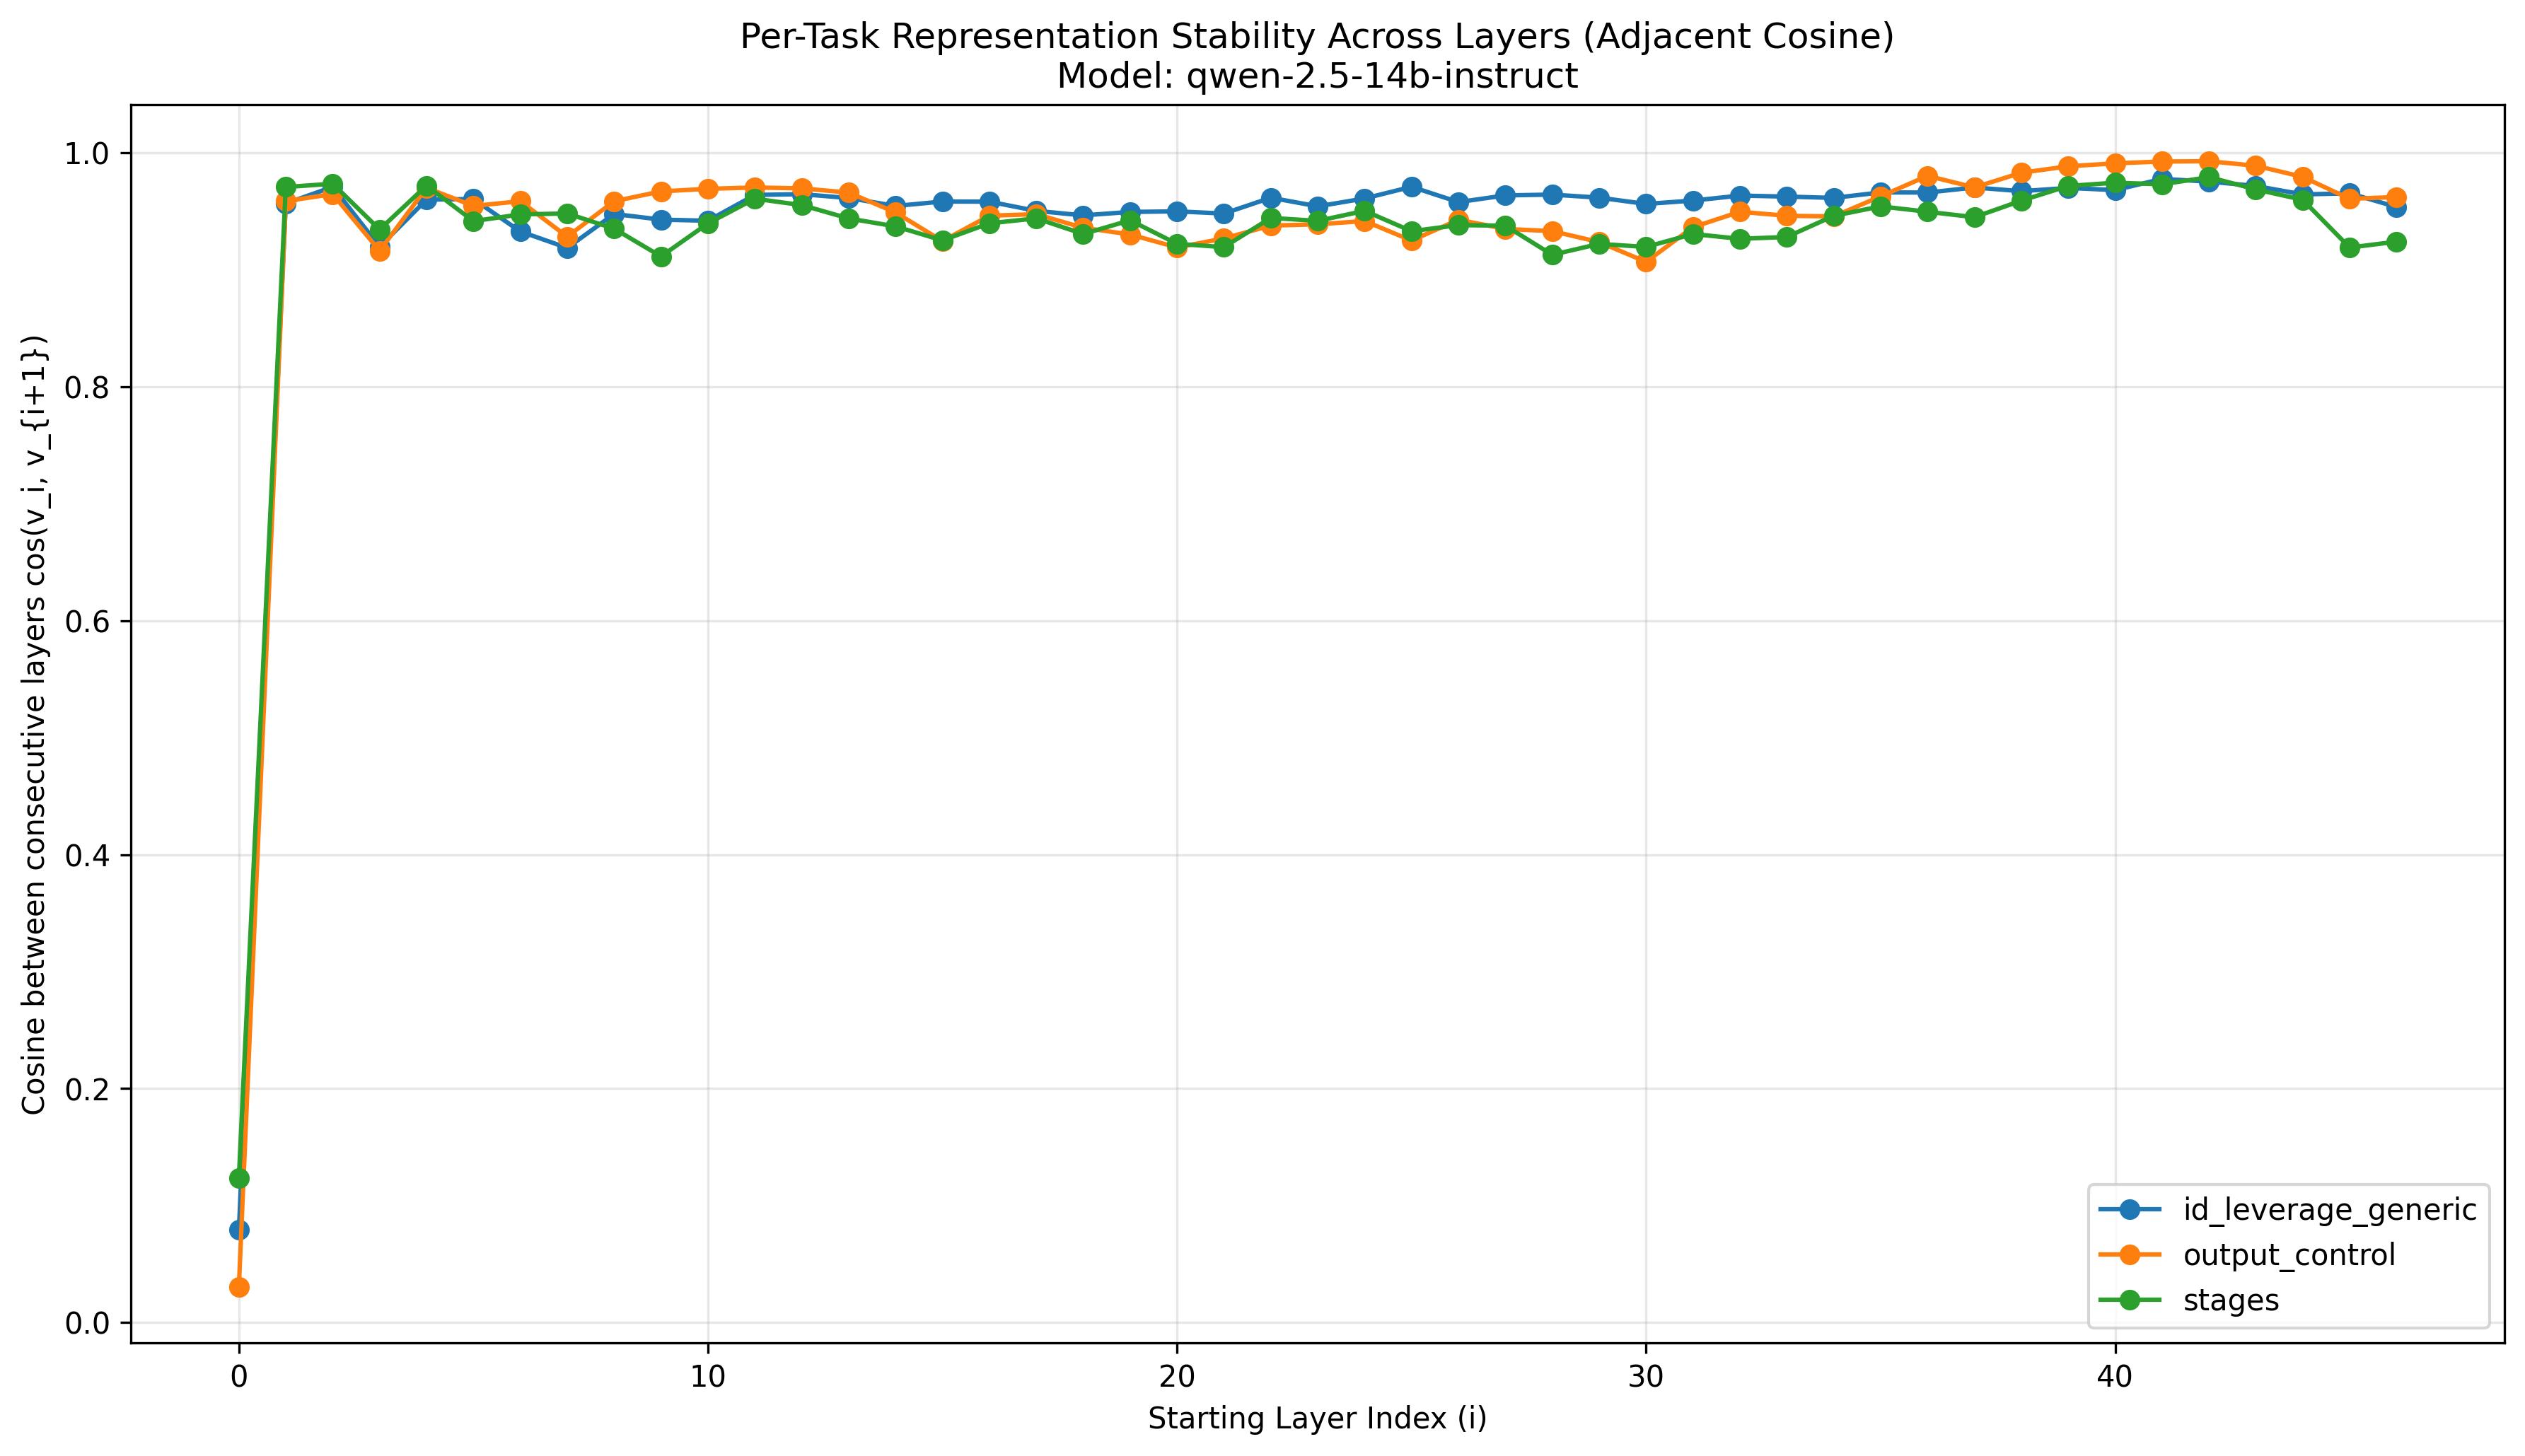 Per-Task Representation Stability Across Layers (Adjacent Cosine)
Model: qwen-2.5-14b-instruct
Cosine between consecutive layers cos(v_i, v_{i+1})
1.0
0.8
0.6
0.4
0.2
0.0
0
10
20
30
40
Starting Layer Index (i)
id_leverage_generic
output_control
stages